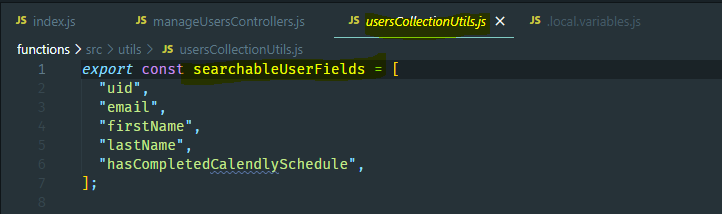 JS index.js JS manageUsersControllers.js JS usersCollectionUtils.js × JS .local.variables.js
functions > src > utils > JS usersCollectionUtils.js
1 export const searchableUserFields = [
2 "uid",
3 "email",
4 "firstName",
5 "lastName",
6 "hasCompletedCalendlySchedule",
7 ];
8